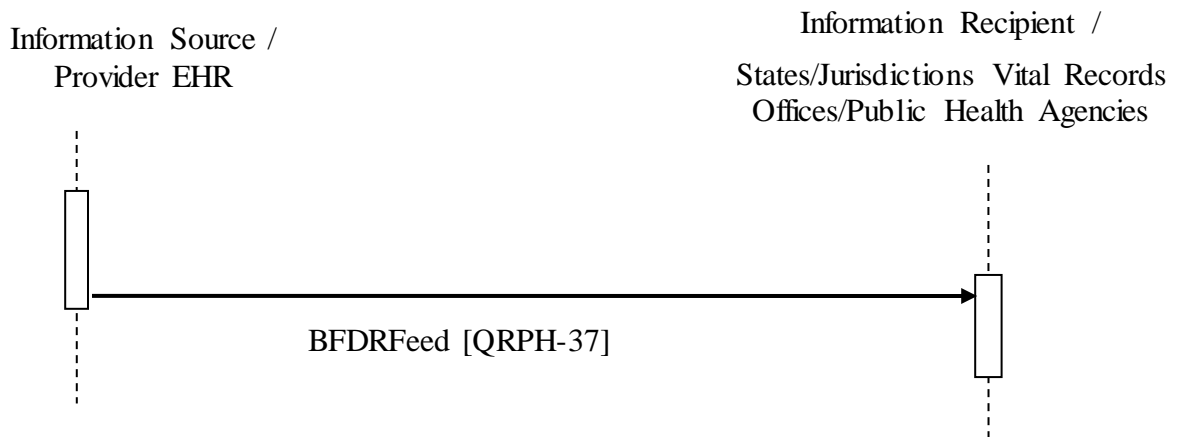 Information Source /
Provider EHR
Information Recipient /
States/Jurisdictions Vital Records
Offices/Public Health Agencies
BFDRFeed [QRPH-37]